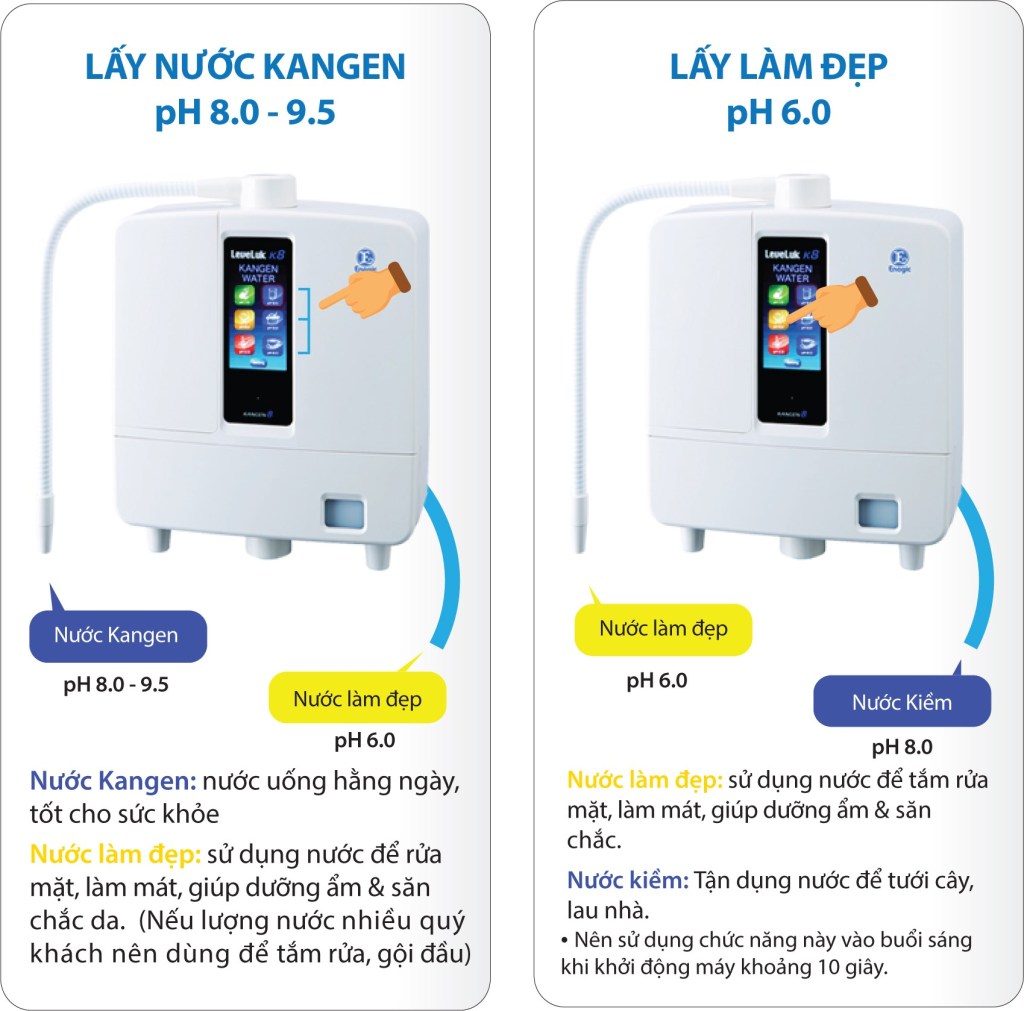 LẤY NƯỚC KANGEN
pH 8.0 - 9.5
LeveLuk K8
KANGEN
WATER
Enagic
KANGEN 8
Nước Kangen
pH 8.0 - 9.5
Nước làm đẹp
pH 6.0
Nước Kangen: nước uống hằng ngày,
tốt cho sức khỏe
Nước làm đẹp: sử dụng nước để rửa
mặt, làm mát, giúp dưỡng ẩm & săn
chắc da. (Nếu lượng nước nhiều quý
khách nên dùng để tắm rửa, gội đầu)
LẤY LÀM ĐẸP
pH 6.0
LeveLuk K8
KANGEN
WATER
Enagic
KANGEN 8
Nước làm đẹp
pH 6.0
Nước Kiềm
pH 8.0
Nước làm đẹp: sử dụng nước để tắm rửa
mặt, làm mát, giúp dưỡng ẩm & săn
chắc.
Nước kiềm: Tận dụng nước để tưới cây,
lau nhà.
• Nên sử dụng chức năng này vào buổi sáng
khi khởi động máy khoảng 10 giây.